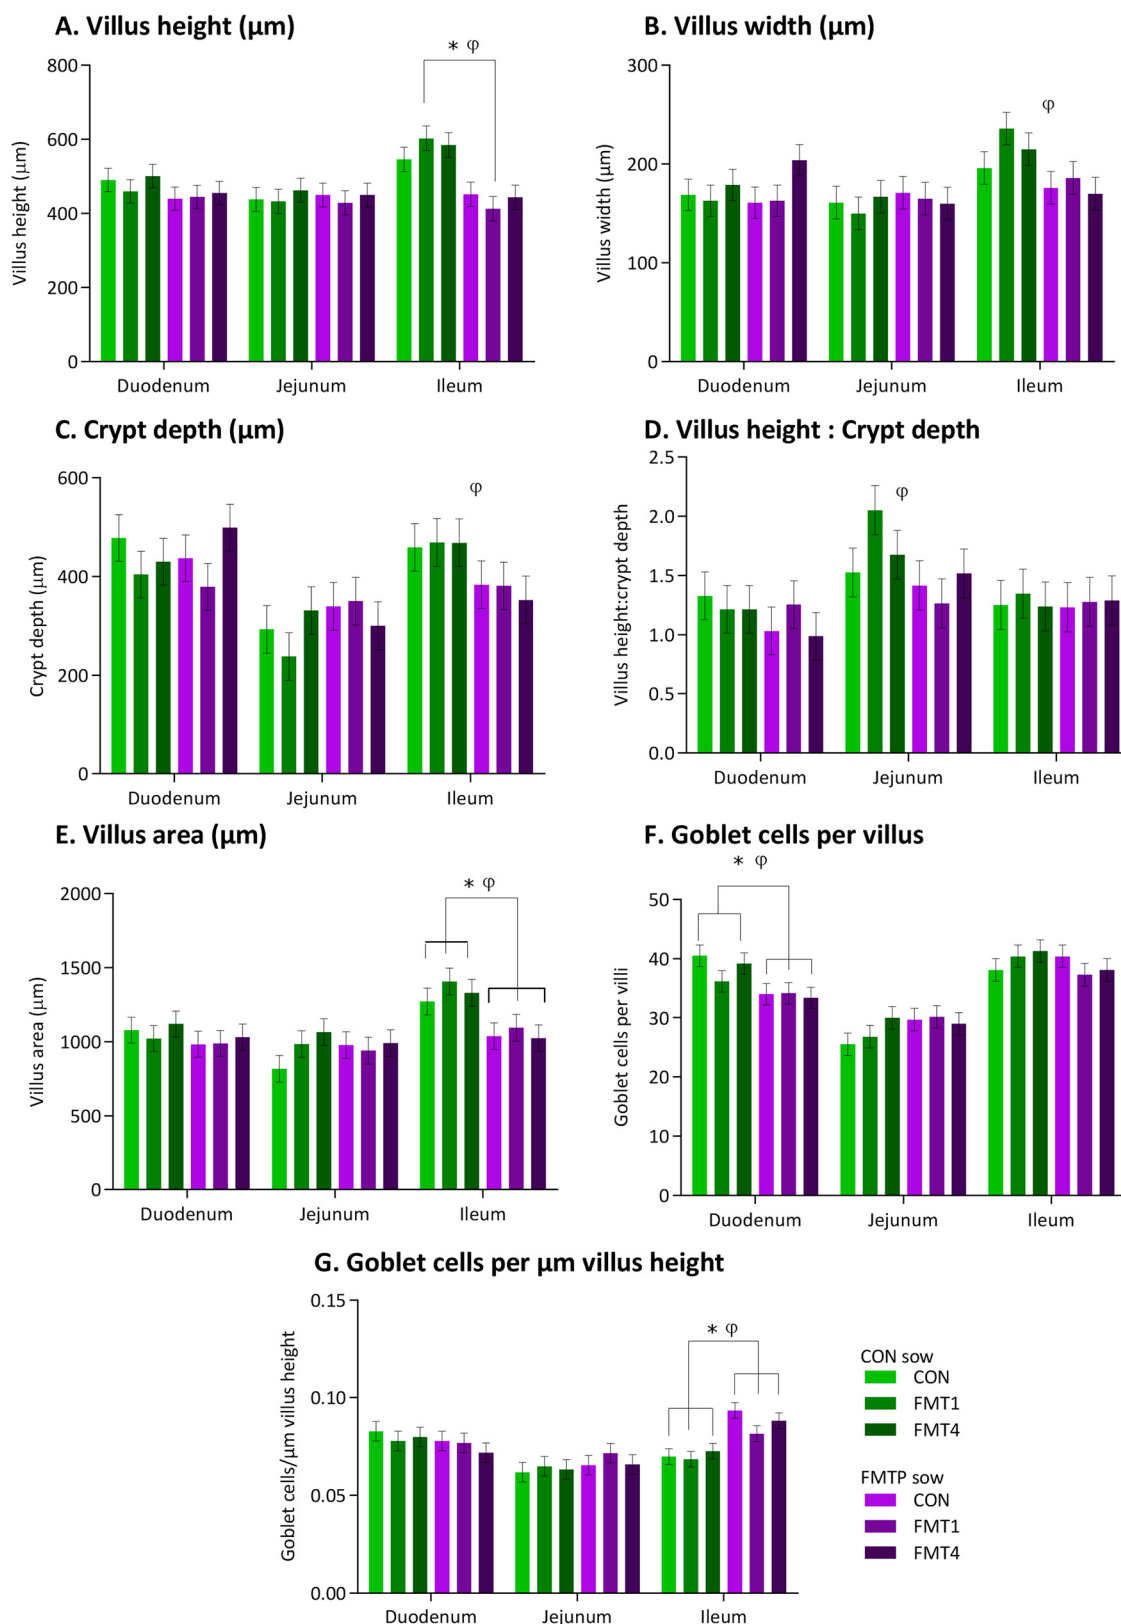 A. Villus height (μm)
* φ
800
600
400
200
0
Villus height (μm)
Duodenum Jejunum Ileum
B. Villus width (μm)
φ
300
200
100
0
Villus width (μm)
Duodenum Jejunum Ileum
C. Crypt depth (μm)
φ
600
400
200
0
Crypt depth (μm)
Duodenum Jejunum Ileum
D. Villus height : Crypt depth
φ
2.5
2.0
1.5
1.0
0.5
0.0
Villus height:crypt depth
Duodenum Jejunum Ileum
E. Villus area (μm)
* φ
2000
1500
1000
500
0
Villus area (μm)
Duodenum Jejunum Ileum
F. Goblet cells per villus
* φ
50
40
30
20
10
0
Goblet cells per villi
Duodenum Jejunum Ileum
G. Goblet cells per μm villus height
* φ
0.15
0.10
0.05
0.00
Goblet cells/μm villus height
Duodenum Jejunum Ileum
CON sow
CON
FMT1
FMT4
FMTP sow
CON
FMT1
FMT4